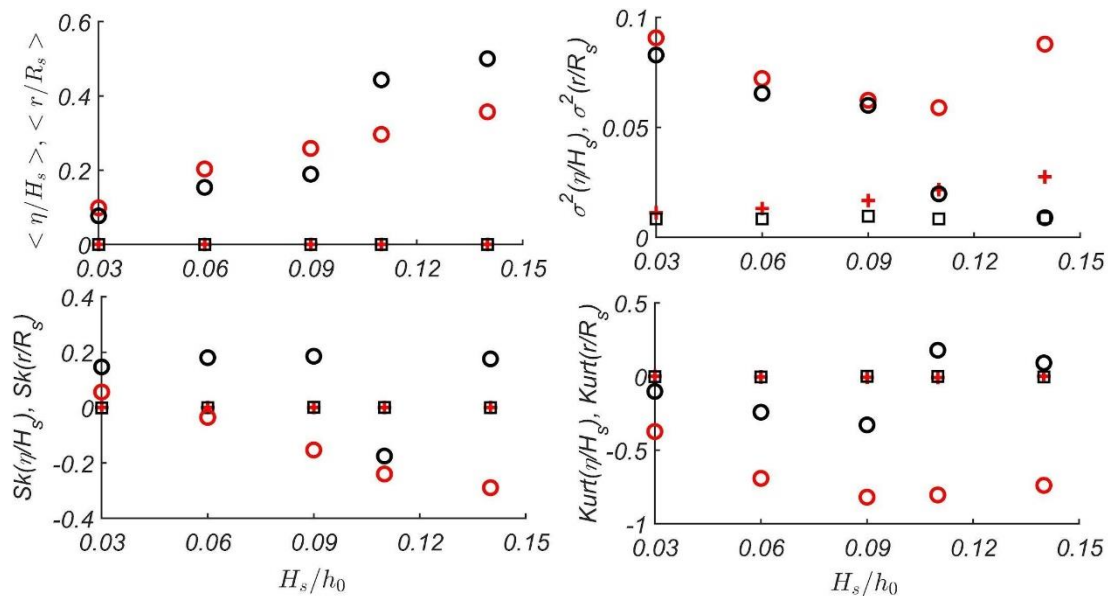 < η/H_s >, < r/R_s >
0.6
0.4
0.2
0
0.03 0.06 0.09 0.12 0.15
σ²(η/H_s), σ²(r/R_s)
0.1
0.05
0
0.03 0.06 0.09 0.12 0.15
Sk(η/H_s), Sk(r/R_s)
0.4
0.2
0
-0.2
-0.4
0.03 0.06 0.09 0.12 0.15
H_s/h_0
Kurt(η/H_s), Kurt(r/R_s)
0.5
0
-0.5
-1
0.03 0.06 0.09 0.12 0.15
H_s/h_0